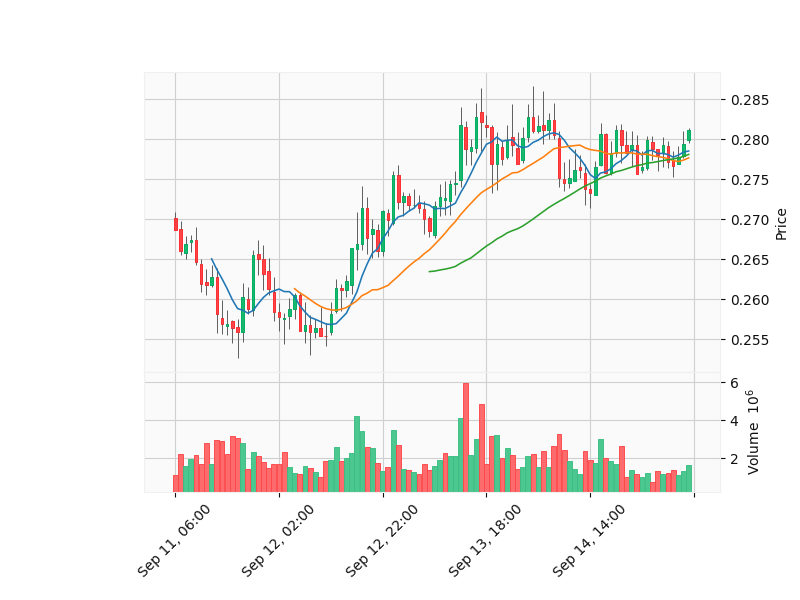 0.285
0.280
0.275
0.270
0.265
0.260
0.255
Price
6
4
2
Volume 10^6
Sep 11, 06:00
Sep 12, 02:00
Sep 12, 22:00
Sep 13, 18:00
Sep 14, 14:00